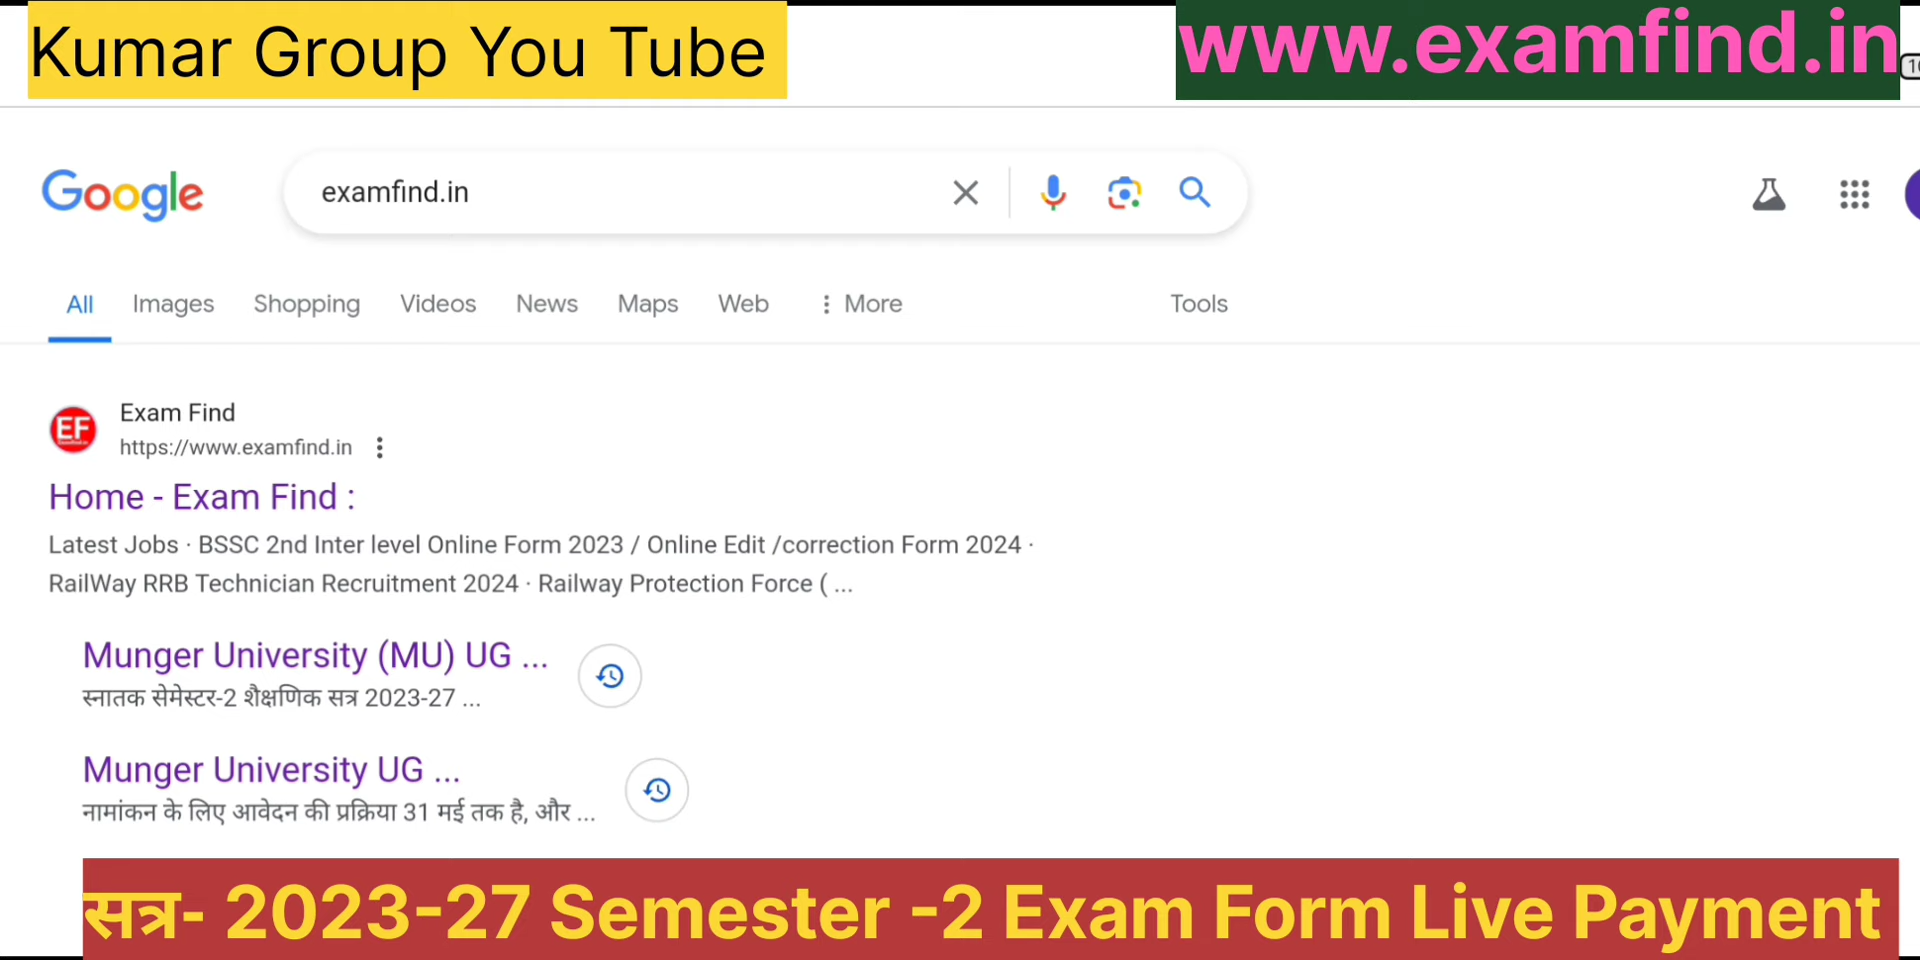 Kumar Group You Tube
www.examfind.in
Google
examfind.in
All Images Shopping Videos News Maps Web More Tools
EF
Exam Find
https://www.examfind.in
Home - Exam Find :
Latest Jobs · BSSC 2nd Inter level Online Form 2023 / Online Edit /correction Form 2024 ·
RailWay RRB Technician Recruitment 2024 · Railway Protection Force ( ...
Munger University (MU) UG ...
स्नातक सेमेस्टर-2 शैक्षणिक सत्र 2023-27 ...
Munger University UG ...
नामांकन के लिए आवेदन की प्रक्रिया 31 मई तक है, और ...
सत्र- 2023-27 Semester -2 Exam Form Live Payment